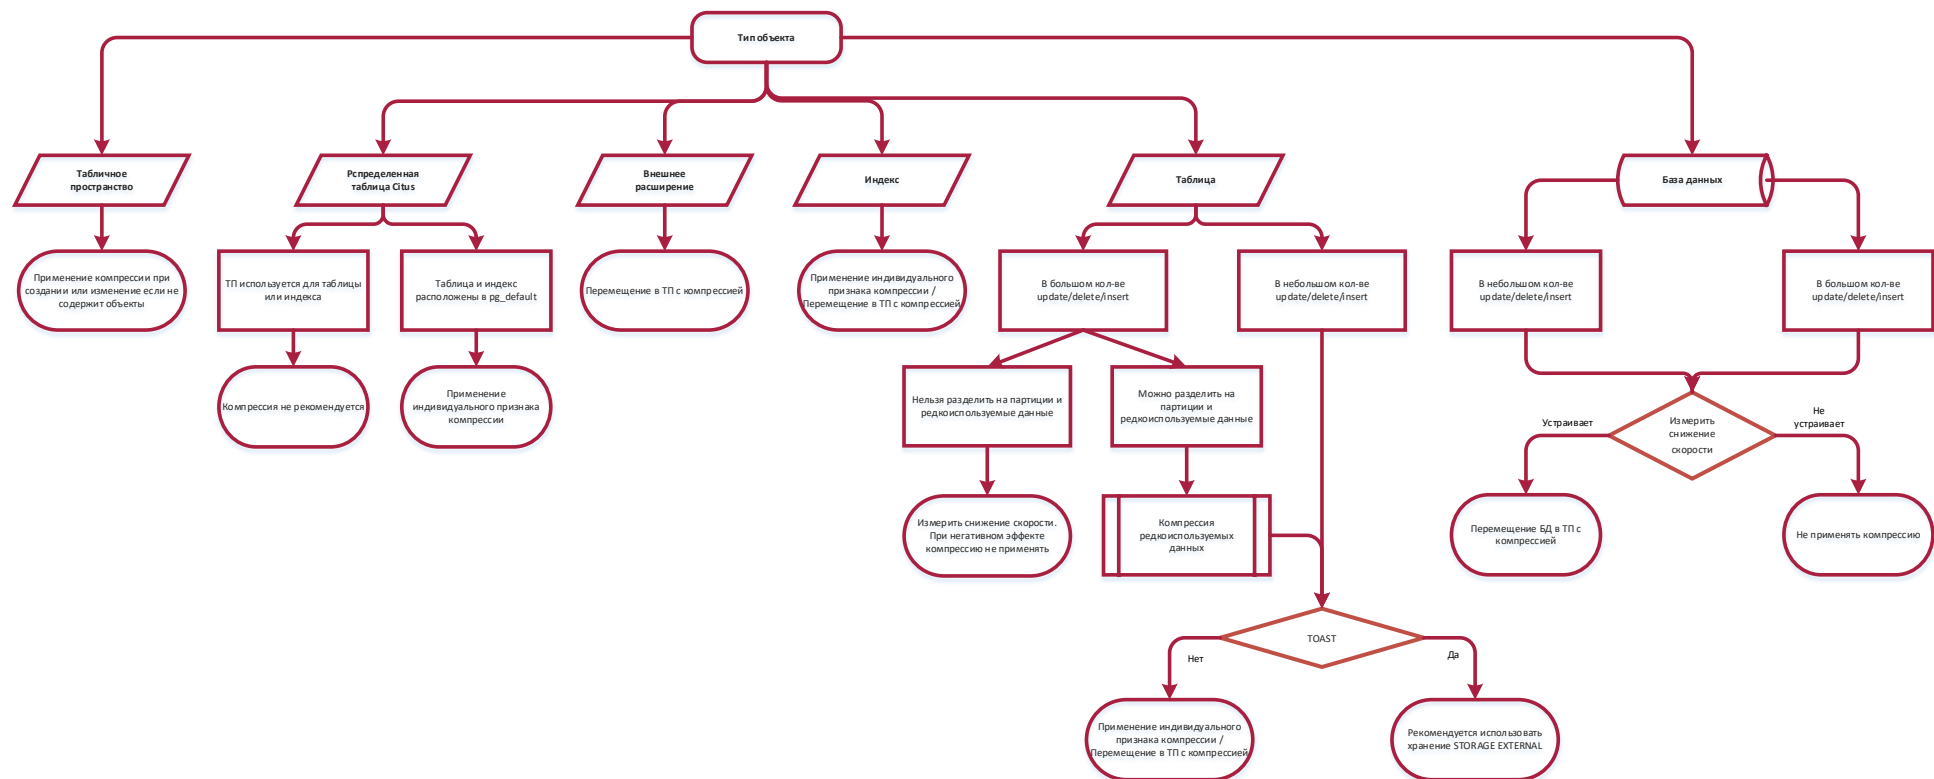 Тип объекта
Табличное
пространство
Рспределенная
таблица Citus
Внешнее
расширение
Индекс
Таблица
База данных
Применение компрессии при
создании или изменение если не
содержит объекты
ТП используется для таблицы
или индекса
Таблица и индекс
расположены в pg_default
Перемещение в ТП с компрессией
Применение индивидуального
признака компрессии /
Перемещение в ТП с компрессией
В большом кол-ве
update/delete/insert
В небольшом кол-ве
update/delete/insert
В небольшом кол-ве
update/delete/insert
В большом кол-ве
update/delete/insert
Компрессия не рекомендуется
Применение
индивидуального признака
компрессии
Нельзя разделить на партиции и
редкоиспользуемые данные
Можно разделить на
партиции и
редкоиспользуемые данные
Устраивает
Измерить
снижение
скорости
Не
устраивает
Измерить снижение скорости.
При негативном эффекте
компрессию не применять
Компрессия
редкоиспользуемых
данных
Перемещение БД в ТП с
компрессией
Не применять компрессию
TOAST
Нет
Да
Применение индивидуального
признака компрессии /
Перемещение в ТП с компрессией
Рекомендуется использовать
хранение STORAGE EXTERNAL